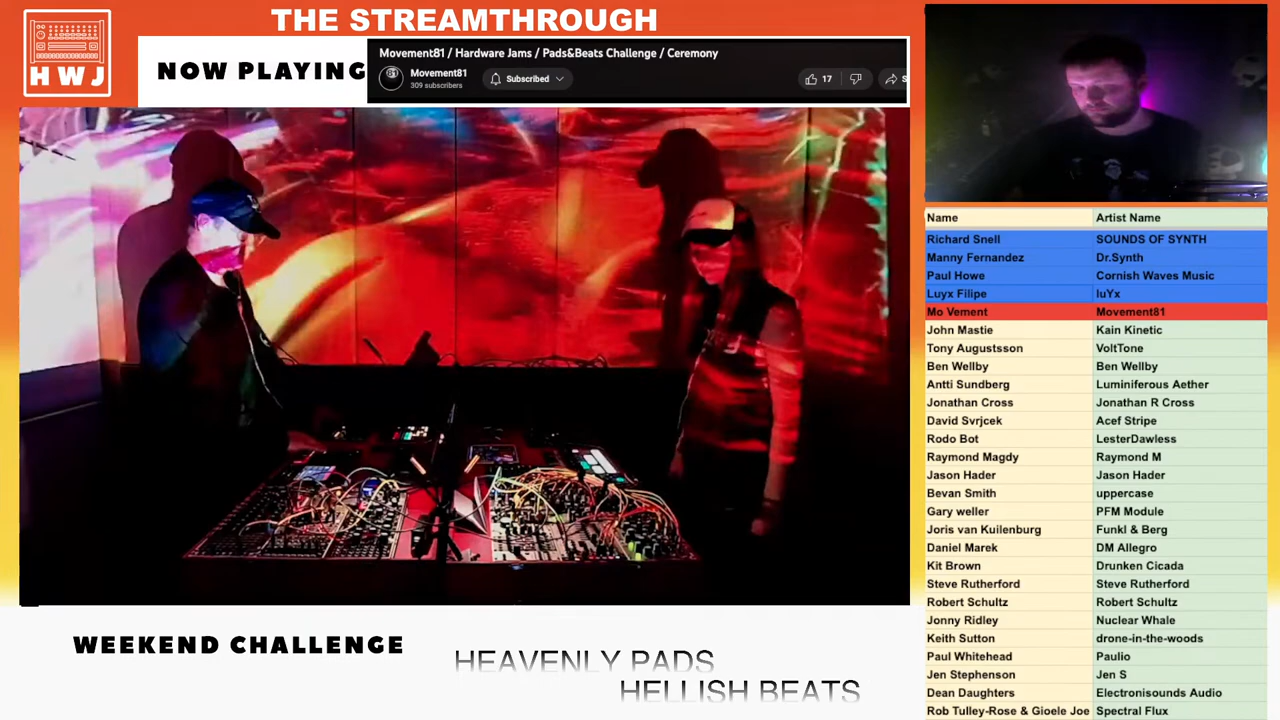 THE STREAMTHROUGH
HWJ
NOW PLAYING
Movement81 / Hardware Jams / Pads&Beats Challenge / Ceremony
Movement81
309 subscribers
Subscribed
17
S
Name Artist Name
Richard Snell SOUNDS OF SYNTH
Manny Fernandez Dr.Synth
Paul Howe Cornish Waves Music
Luyx Filipe luYx
Mo Vement Movement81
John Mastie Kain Kinetic
Tony Augustsson VoltTone
Ben Wellby Ben Wellby
Antti Sundberg Luminiferous Aether
Jonathan Cross Jonathan R Cross
David Svrjcek Acef Stripe
Rodo Bot LesterDawless
Raymond Magdy Raymond M
Jason Hader Jason Hader
Bevan Smith uppercase
Gary weller PFM Module
Joris van Kuilenburg Funkl & Berg
Daniel Marek DM Allegro
Kit Brown Drunken Cicada
Steve Rutherford Steve Rutherford
Robert Schultz Robert Schultz
Jonny Ridley Nuclear Whale
Keith Sutton drone-in-the-woods
Paul Whitehead Paulio
Jen Stephenson Jen S
Dean Daughters Electronisounds Audio
Rob Tulley-Rose & Gioele Joe Spectral Flux
WEEKEND CHALLENGE
HEAVENLY PADS
HELLISH BEATS